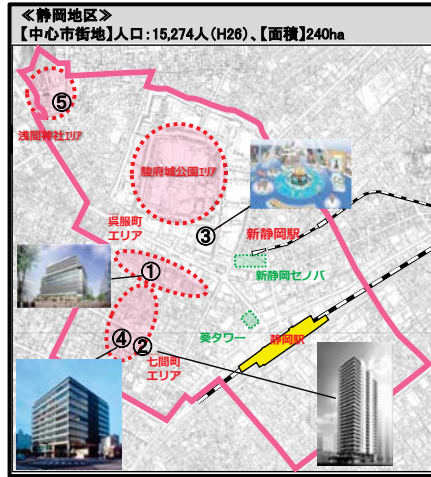 ≪静岡地区≫
【中心市街地】人口:15,274人(H26)、【面積】240ha
⑤
浅間神社エリア
駿府城公園エリア
呉服町
エリア
③
新静岡駅
①
新静岡セノバ
葵タワー
④
②
静岡駅
七間町
エリア